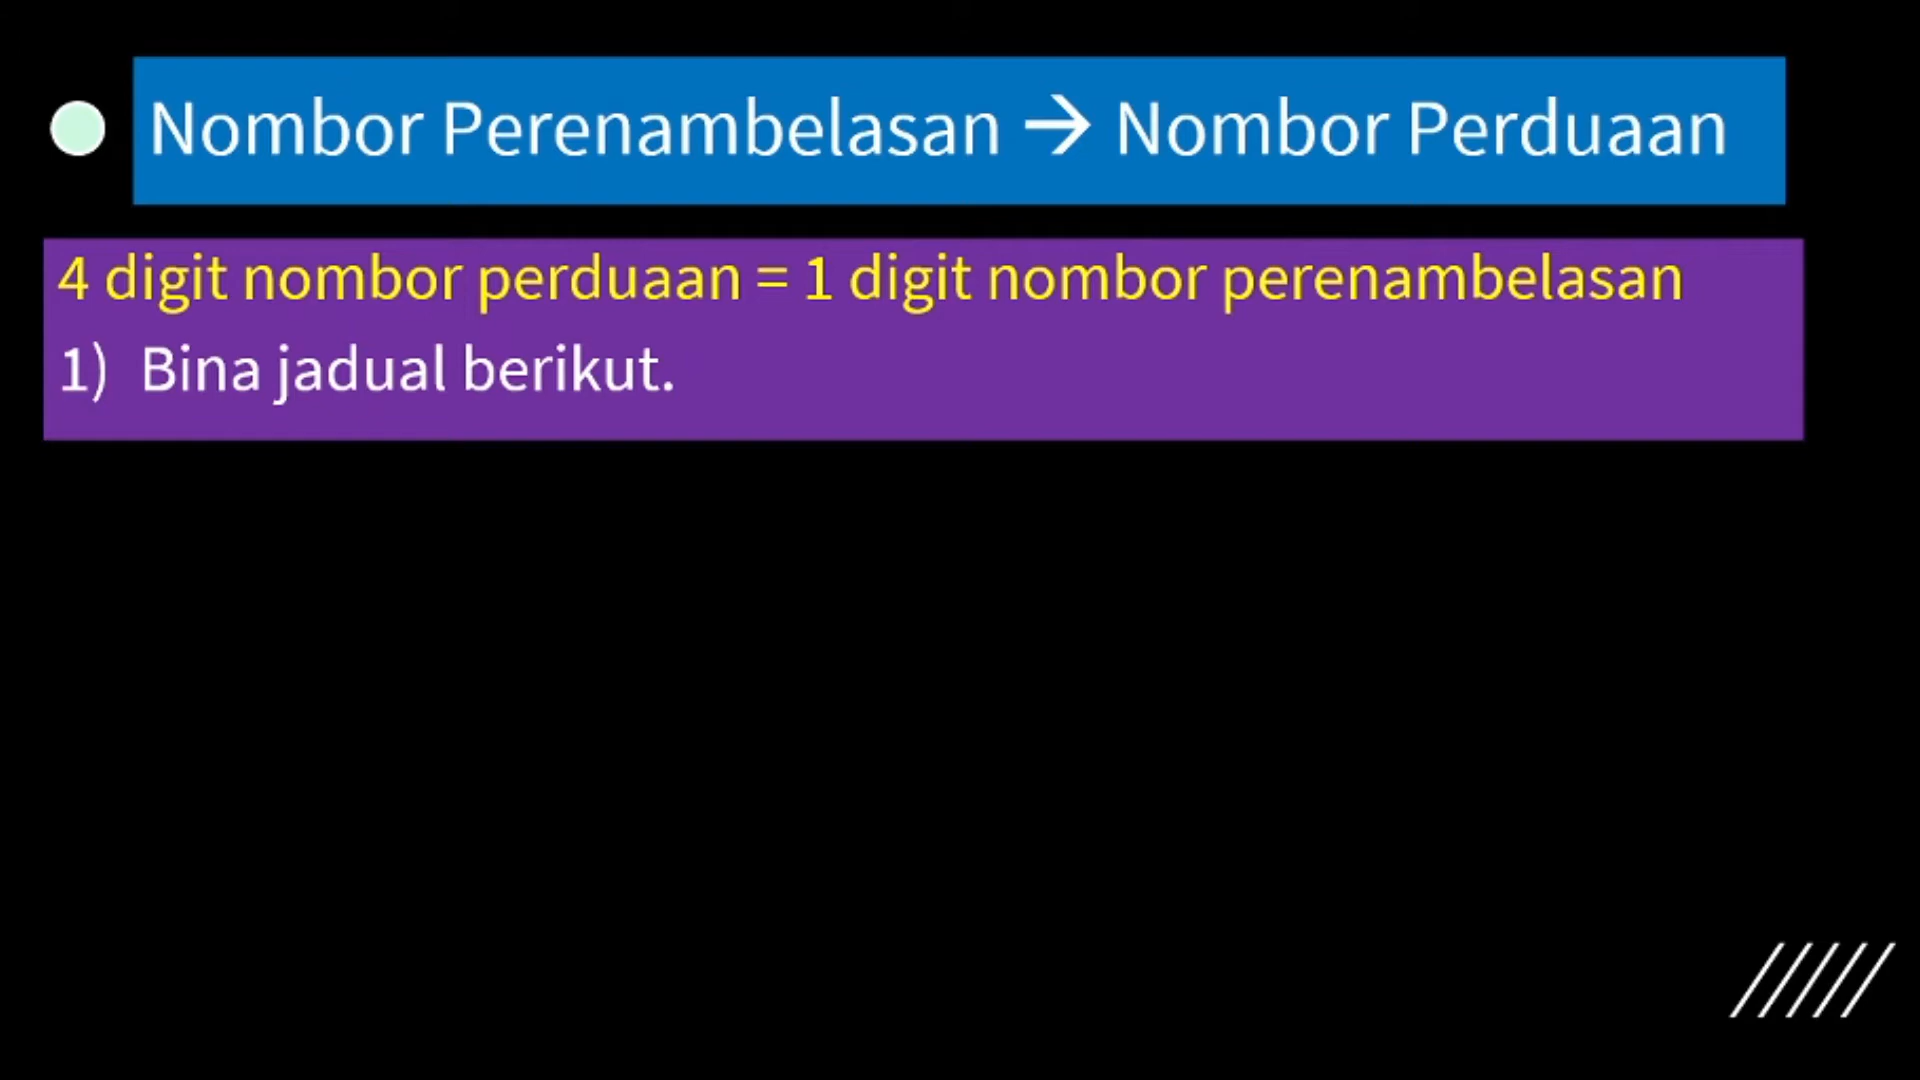 Nombor Perenambelasan → Nombor Perduaan
4 digit nombor perduaan = 1 digit nombor perenambelasan
1) Bina jadual berikut.